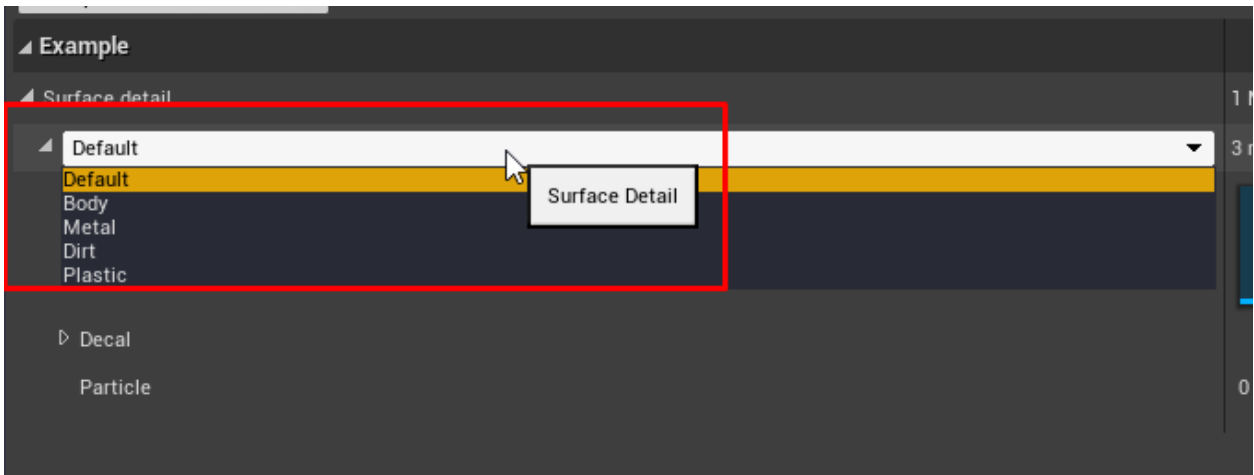 Example
Surface detail
1
Default
3
Default
Surface Detail
Body
Metal
Dirt
Plastic
Decal
Particle
0